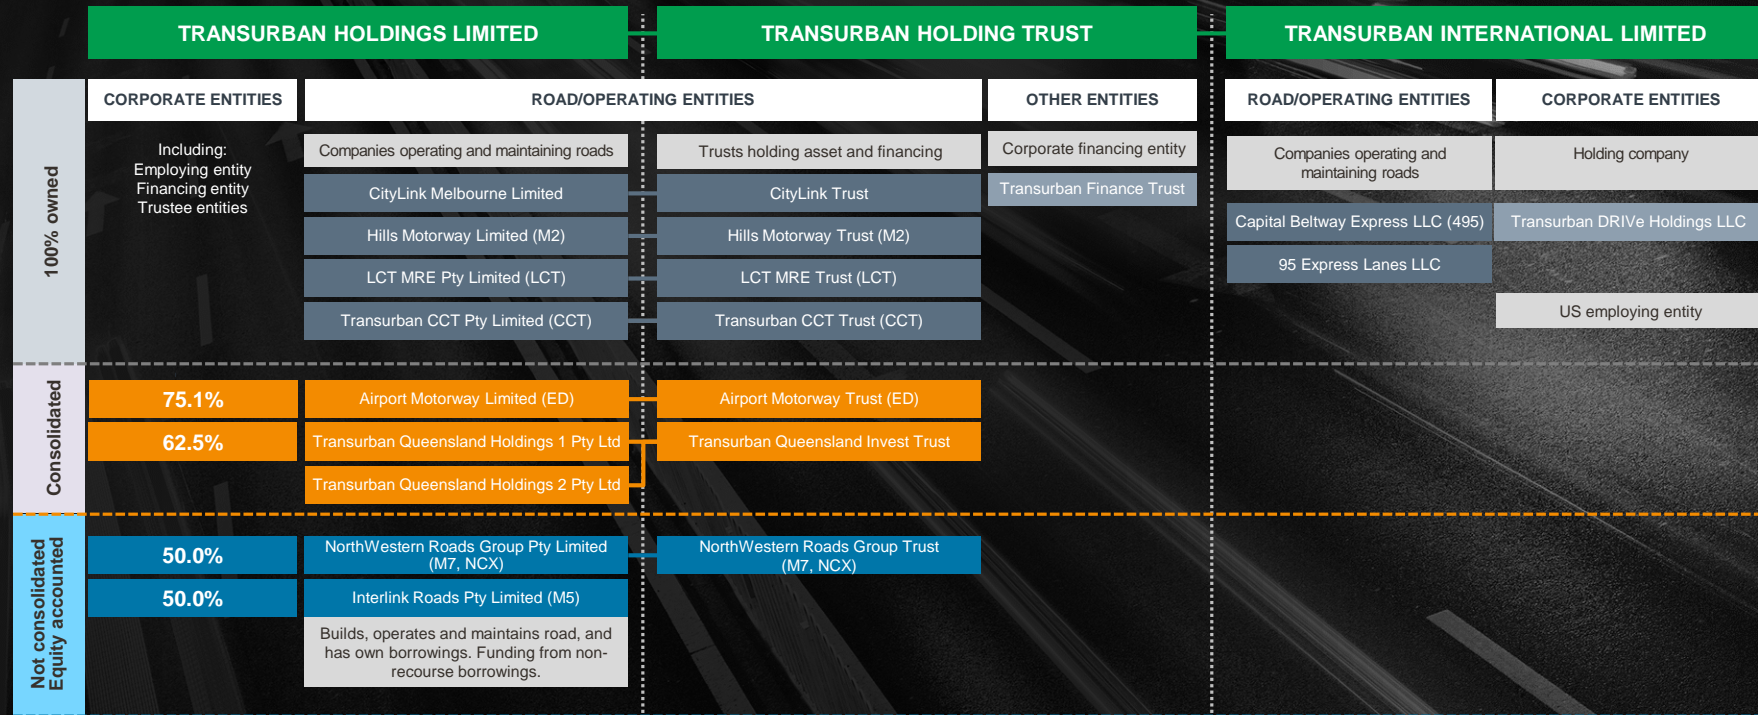 TRANSURBAN HOLDINGS LIMITED
TRANSURBAN HOLDING TRUST
TRANSURBAN INTERNATIONAL LIMITED
CORPORATE ENTITIES
ROAD/OPERATING ENTITIES
OTHER ENTITIES
ROAD/OPERATING ENTITIES
CORPORATE ENTITIES
100% owned
Including:
Employing entity
Financing entity
Trustee entities
Companies operating and maintaining roads
Trusts holding asset and financing
Corporate financing entity
Companies operating and
maintaining roads
Holding company
CityLink Melbourne Limited
CityLink Trust
Transurban Finance Trust
Hills Motorway Limited (M2)
Hills Motorway Trust (M2)
Capital Beltway Express LLC (495)
Transurban DRIVe Holdings LLC
LCT MRE Pty Limited (LCT)
LCT MRE Trust (LCT)
95 Express Lanes LLC
Transurban CCT Pty Limited (CCT)
Transurban CCT Trust (CCT)
US employing entity
Consolidated
75.1%
Airport Motorway Limited (ED)
Airport Motorway Trust (ED)
62.5%
Transurban Queensland Holdings 1 Pty Ltd
Transurban Queensland Invest Trust
Transurban Queensland Holdings 2 Pty Ltd
Not consolidated
Equity accounted
50.0%
NorthWestern Roads Group Pty Limited
(M7, NCX)
NorthWestern Roads Group Trust
(M7, NCX)
50.0%
Interlink Roads Pty Limited (M5)
Builds, operates and maintains road, and
has own borrowings. Funding from non-
recourse borrowings.